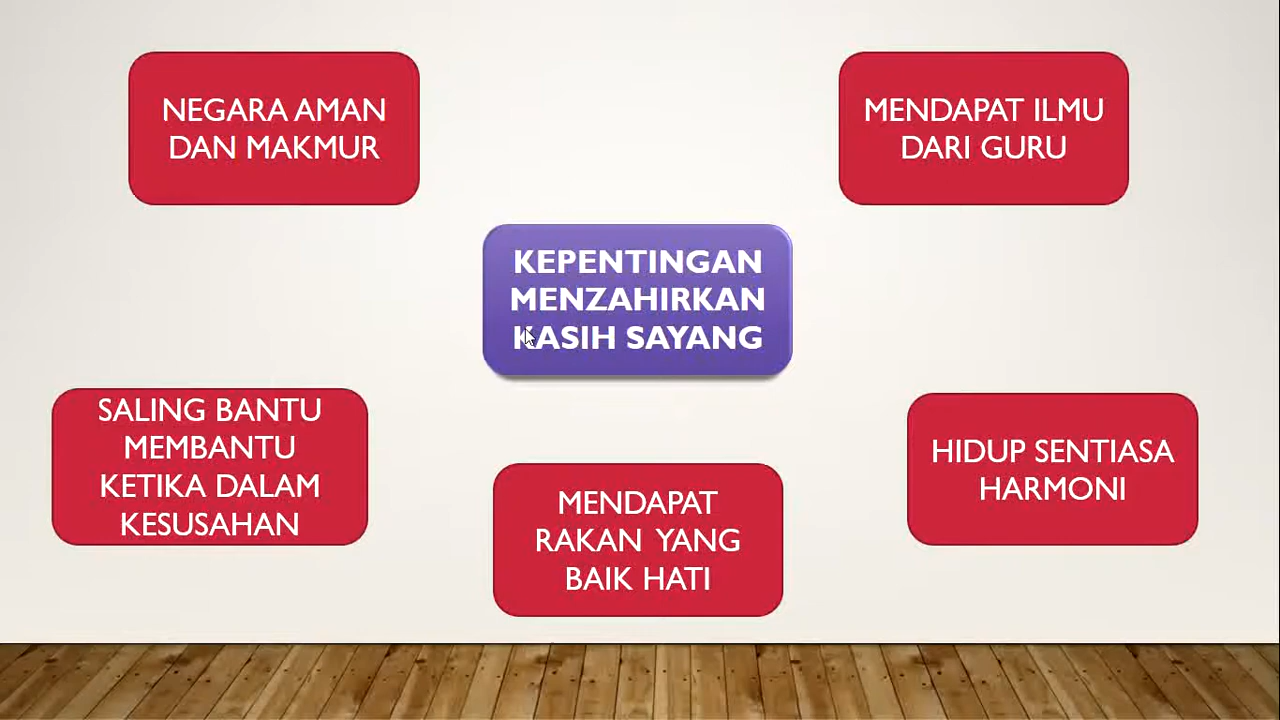 NEGARA AMAN
DAN MAKMUR
MENDAPAT ILMU
DARI GURU
KEPENTINGAN
MENZAHIRKAN
KASIH SAYANG
SALING BANTU
MEMBANTU
KETIKA DALAM
KESUSAHAN
MENDAPAT
RAKAN YANG
BAIK HATI
HIDUP SENTIASA
HARMONI